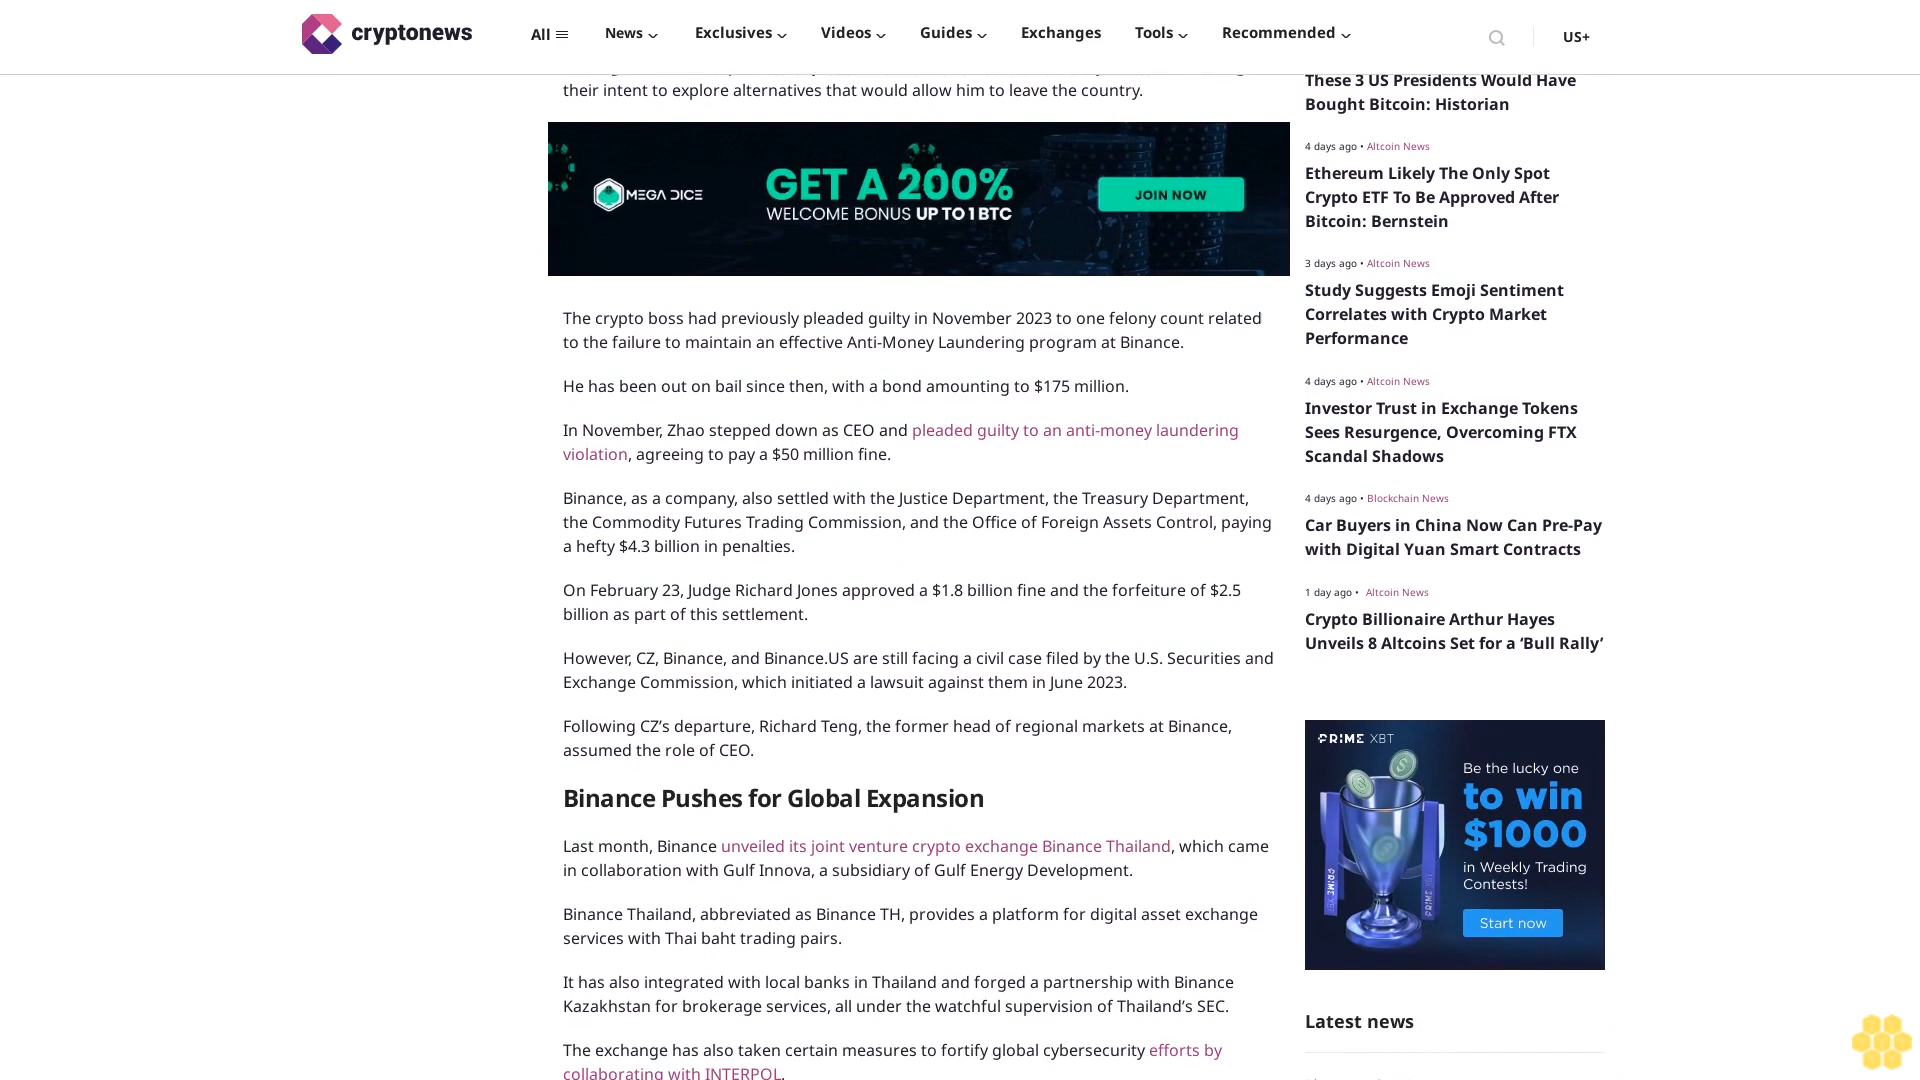 cryptonews
All
News
Exclusives
Videos
Guides
Exchanges
Tools
Recommended
US+
their intent to explore alternatives that would allow him to leave the country.
MEGA DICE
GET A 200%
WELCOME BONUS UP TO 1 BTC
JOIN NOW
The crypto boss had previously pleaded guilty in November 2023 to one felony count related
to the failure to maintain an effective Anti-Money Laundering program at Binance.
He has been out on bail since then, with a bond amounting to $175 million.
In November, Zhao stepped down as CEO and pleaded guilty to an anti-money laundering
violation, agreeing to pay a $50 million fine.
Binance, as a company, also settled with the Justice Department, the Treasury Department,
the Commodity Futures Trading Commission, and the Office of Foreign Assets Control, paying
a hefty $4.3 billion in penalties.
On February 23, Judge Richard Jones approved a $1.8 billion fine and the forfeiture of $2.5
billion as part of this settlement.
However, CZ, Binance, and Binance.US are still facing a civil case filed by the U.S. Securities and
Exchange Commission, which initiated a lawsuit against them in June 2023.
Following CZ’s departure, Richard Teng, the former head of regional markets at Binance,
assumed the role of CEO.
Binance Pushes for Global Expansion
Last month, Binance unveiled its joint venture crypto exchange Binance Thailand, which came
in collaboration with Gulf Innova, a subsidiary of Gulf Energy Development.
Binance Thailand, abbreviated as Binance TH, provides a platform for digital asset exchange
services with Thai baht trading pairs.
It has also integrated with local banks in Thailand and forged a partnership with Binance
Kazakhstan for brokerage services, all under the watchful supervision of Thailand’s SEC.
The exchange has also taken certain measures to fortify global cybersecurity efforts by
collaborating with INTERPOL.
These 3 US Presidents Would Have
Bought Bitcoin: Historian
4 days ago • Altcoin News
Ethereum Likely The Only Spot
Crypto ETF To Be Approved After
Bitcoin: Bernstein
3 days ago • Altcoin News
Study Suggests Emoji Sentiment
Correlates with Crypto Market
Performance
4 days ago • Altcoin News
Investor Trust in Exchange Tokens
Sees Resurgence, Overcoming FTX
Scandal Shadows
4 days ago • Blockchain News
Car Buyers in China Now Can Pre-Pay
with Digital Yuan Smart Contracts
1 day ago • Altcoin News
Crypto Billionaire Arthur Hayes
Unveils 8 Altcoins Set for a ‘Bull Rally’
PRIME XBT
Be the lucky one
to win
$1000
in Weekly Trading
Contests!
Start now
Latest news